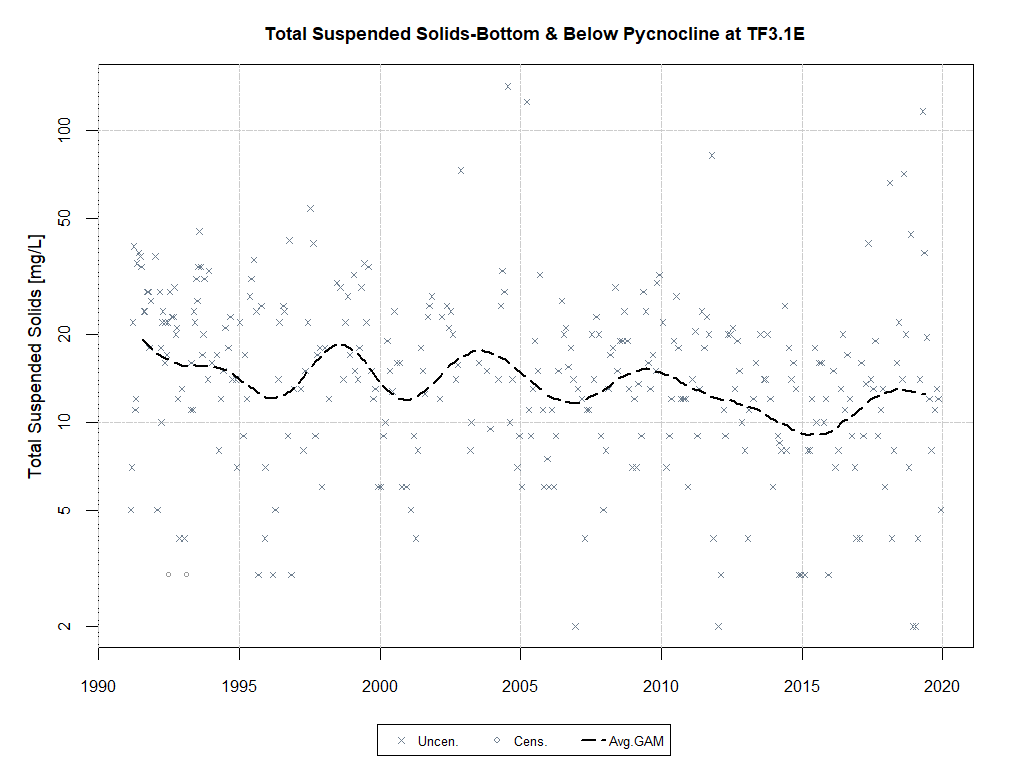 Total Suspended Solids-Bottom & Below Pycnocline at TF3.1E
Total Suspended Solids [mg/L]
100
50
20
10
5
2
1990 1995 2000 2005 2010 2015 2020
Uncen. Cens. Avg.GAM